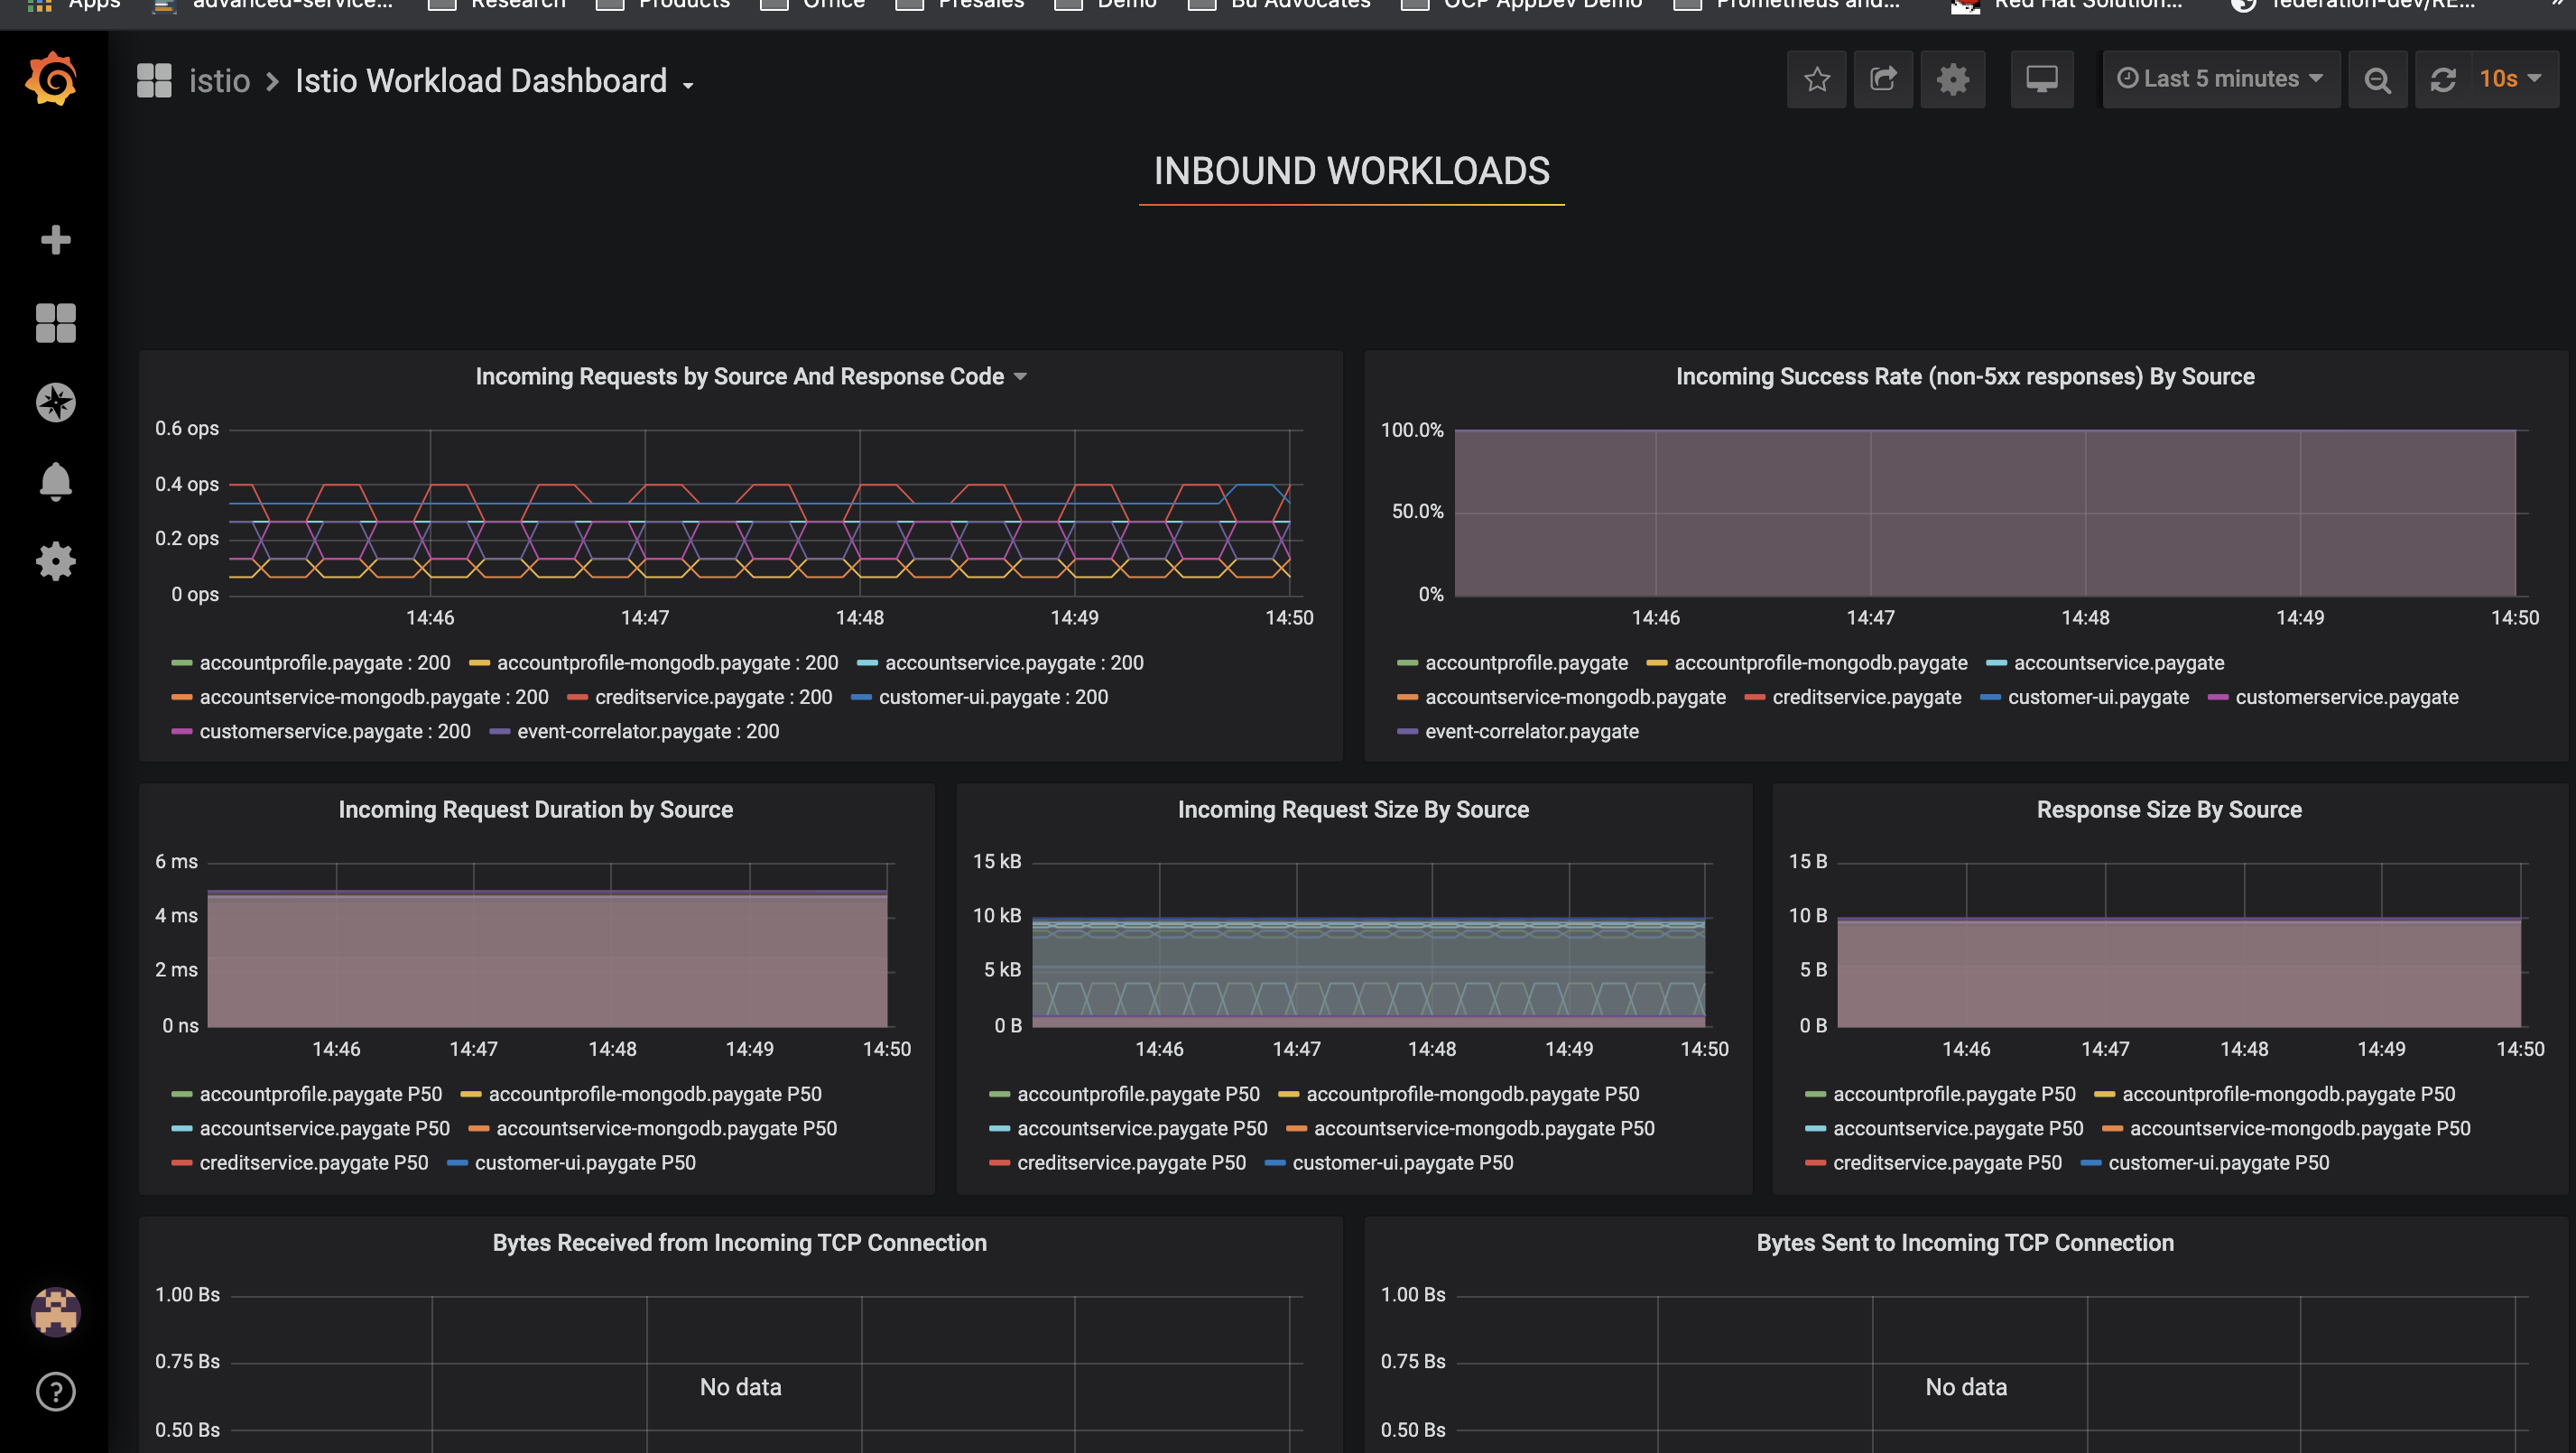 Apps advanced-service... Research Products Office Presales Demo Bu Advocates OCP AppDev Demo Prometheus and... Red Hat Solution... federation-dev/RE... »
istio > Istio Workload Dashboard
Last 5 minutes 10s
INBOUND WORKLOADS
Incoming Requests by Source And Response Code
0.6 ops
0.4 ops
0.2 ops
0 ops
14:46 14:47 14:48 14:49 14:50
accountprofile.paygate : 200 accountprofile-mongodb.paygate : 200 accountservice.paygate : 200
accountservice-mongodb.paygate : 200 creditservice.paygate : 200 customer-ui.paygate : 200
customerservice.paygate : 200 event-correlator.paygate : 200
Incoming Success Rate (non-5xx responses) By Source
100.0%
50.0%
0%
14:46 14:47 14:48 14:49 14:50
accountprofile.paygate accountprofile-mongodb.paygate accountservice.paygate
accountservice-mongodb.paygate creditservice.paygate customer-ui.paygate customerservice.paygate
event-correlator.paygate
Incoming Request Duration by Source
6 ms
4 ms
2 ms
0 ns
14:46 14:47 14:48 14:49 14:50
accountprofile.paygate P50 accountprofile-mongodb.paygate P50
accountservice.paygate P50 accountservice-mongodb.paygate P50
creditservice.paygate P50 customer-ui.paygate P50
Incoming Request Size By Source
15 kB
10 kB
5 kB
0 B
14:46 14:47 14:48 14:49 14:50
accountprofile.paygate P50 accountprofile-mongodb.paygate P50
accountservice.paygate P50 accountservice-mongodb.paygate P50
creditservice.paygate P50 customer-ui.paygate P50
Response Size By Source
15 B
10 B
5 B
0 B
14:46 14:47 14:48 14:49 14:50
accountprofile.paygate P50 accountprofile-mongodb.paygate P50
accountservice.paygate P50 accountservice-mongodb.paygate P50
creditservice.paygate P50 customer-ui.paygate P50
Bytes Received from Incoming TCP Connection
1.00 Bs
0.75 Bs
No data
0.50 Bs
Bytes Sent to Incoming TCP Connection
1.00 Bs
0.75 Bs
No data
0.50 Bs